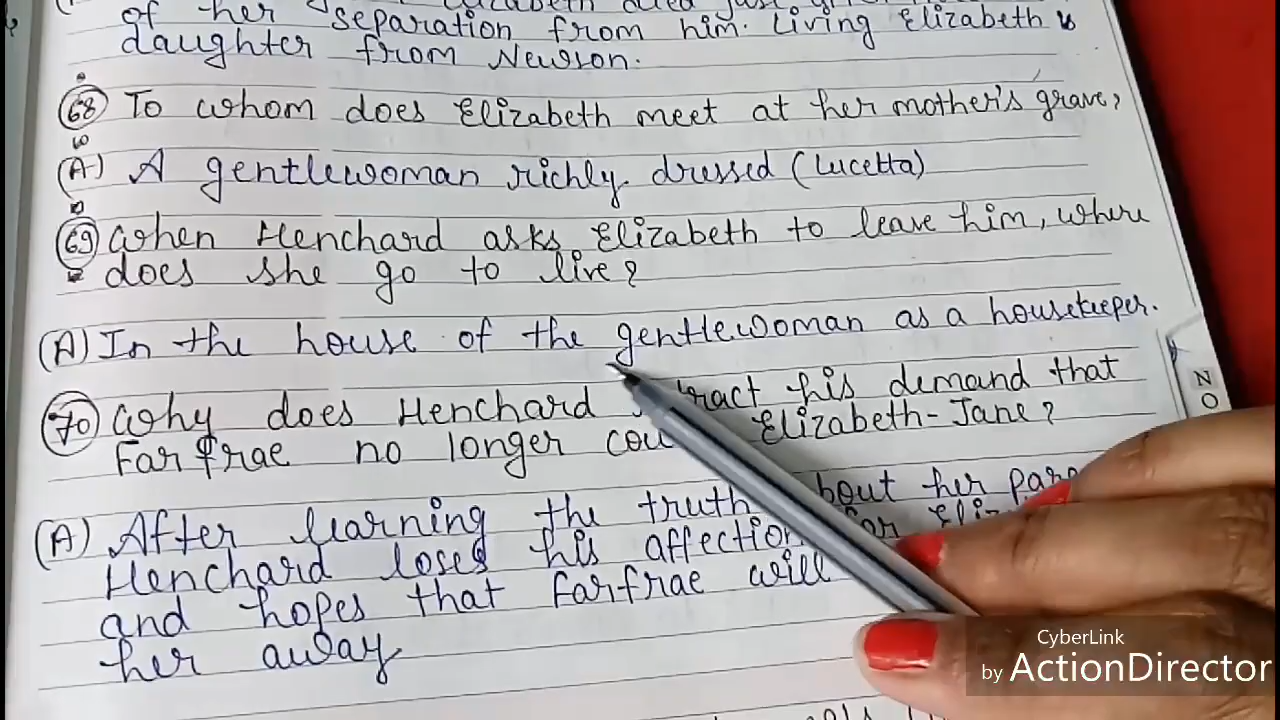 of her separation from him. Living Elizabeth is
daughter from Newson.
68 To whom does Elizabeth meet at her mother's grave?
(A) A gentlewoman richly dressed (Lucetta)
69 When Henchard asks Elizabeth to leave him, where
does she go to live?
(A) In the house of the gentlewoman as a housekeeper.
70 Why does Henchard his demand that
Farfrae no longer Elizabeth-Jane?
(A) After learning the truth her
Henchard loses his affection for
and hopes that Farfrae will
her away
NO
CyberLink
by ActionDirector